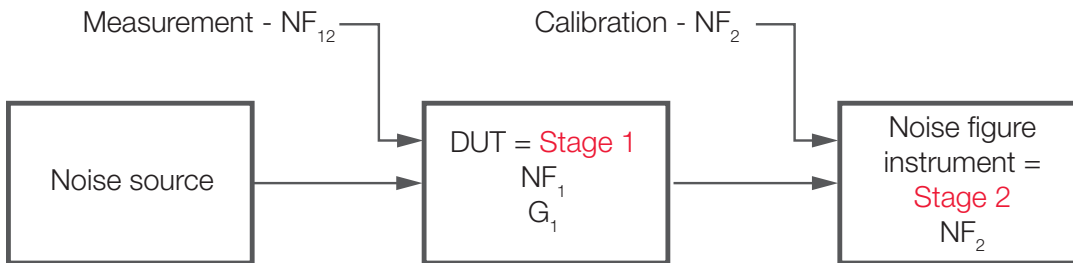 Measurement - NF₁₂
Calibration - NF₂
Noise source
DUT = Stage 1
NF₁
G₁
Noise figure
instrument =
Stage 2
NF₂